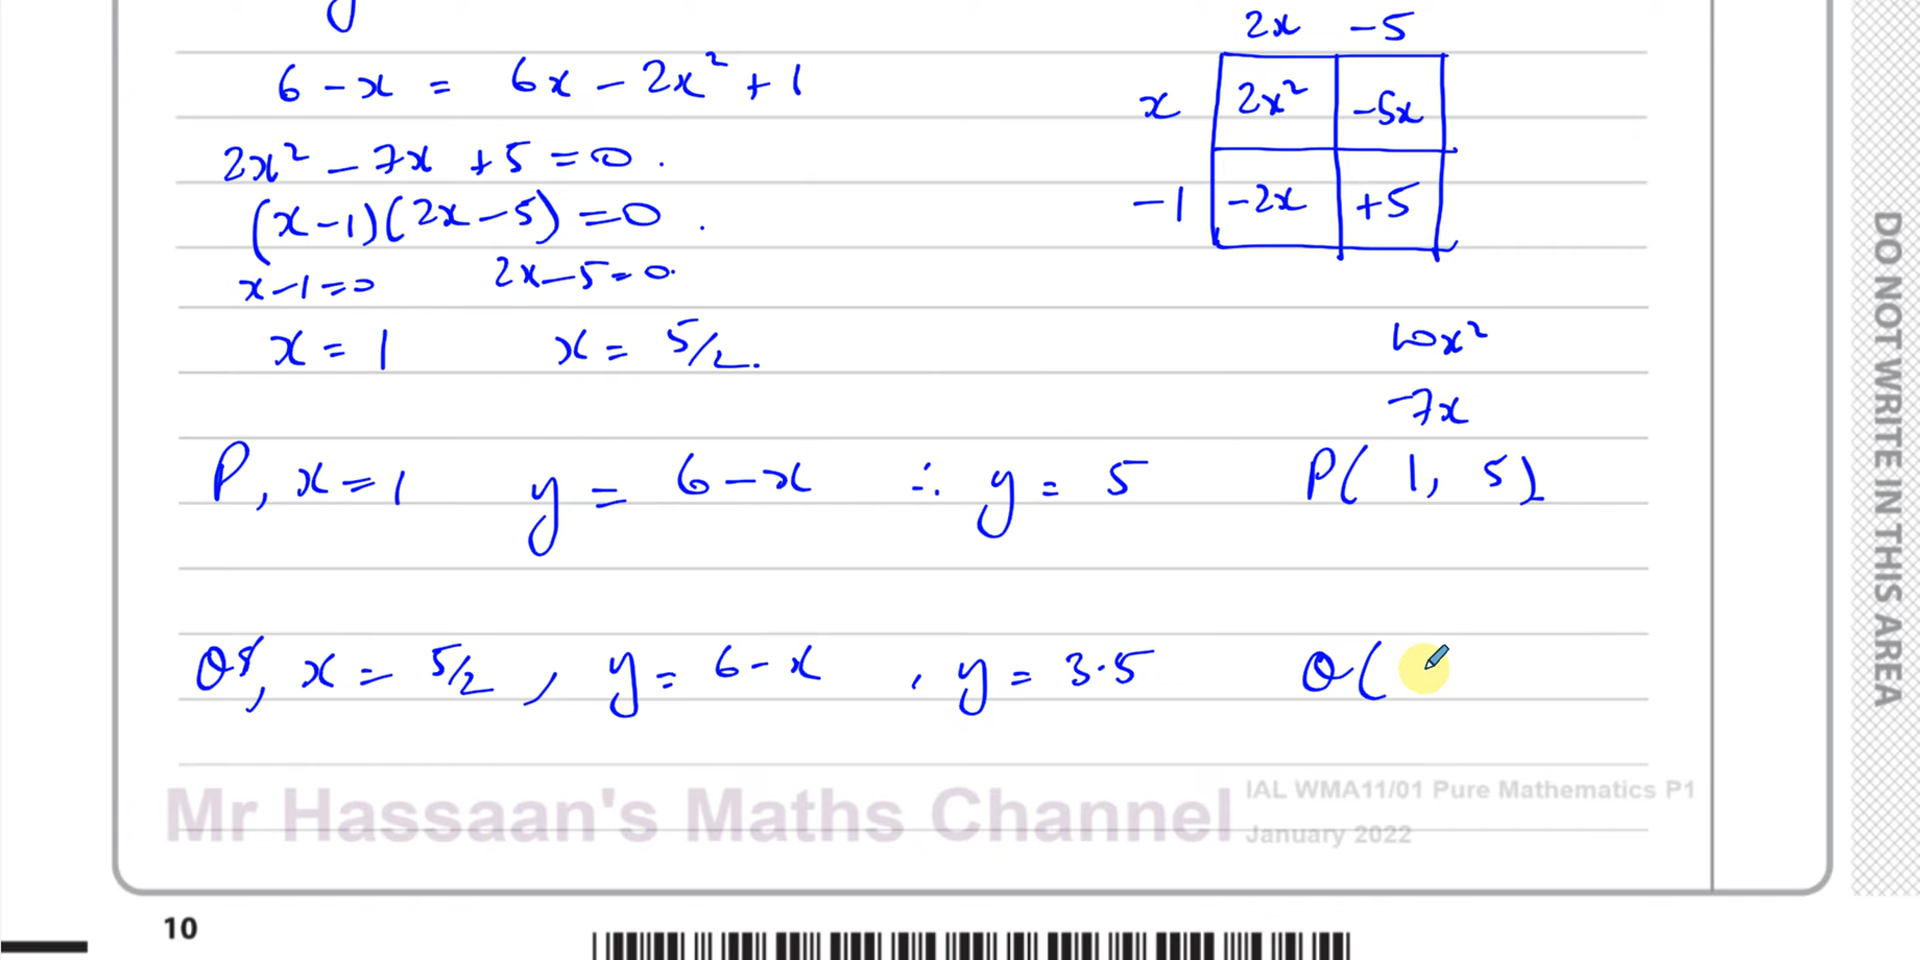 y
6 - x = 6x - 2x² + 1
2x² - 7x + 5 = 0 .
(x-1)(2x-5) = 0 .
x-1=0 2x-5=0.
x = 1 x = 5/2.
2x -5
x 2x² -5x
-1 -2x +5
10x²
-7x
P, x=1 y = 6-x ∴ y = 5 P( 1, 5)
x = 5/2 , y = 6-x , y = 3.5 Q(
Mr Hassaan's Maths Channel
IAL WMA11/01 Pure Mathematics P1
January 2022
10
DO NOT WRITE IN THIS AREA